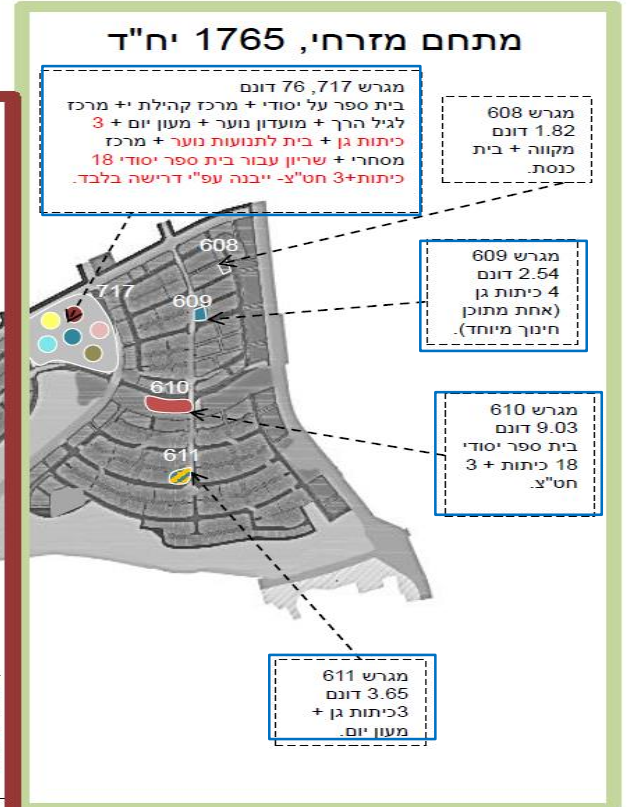 מתחם מזרחי, 1765 יח"ד
מגרש 717, 76 דונם
בית ספר על יסודי + מרכז קהילת י+ מרכז
לגיל הרך + מועדון נוער + מעון יום + 3
כיתות גן + בית לתנועות נוער + מרכז
מסחרי + שריון עבור בית ספר יסודי 18
כיתות+3 חט"צ- ייבנה עפ"י דרישה בלבד.
מגרש 608
1.82 דונם
מקווה + בית
כנסת.
מגרש 609
2.54 דונם
4 כיתות גן
(אחת מתוכן
חינוך מיוחד).
מגרש 610
9.03 דונם
בית ספר יסודי
18 כיתות + 3
חט"צ.
מגרש 611
3.65 דונם
3כיתות גן +
מעון יום.
608
717
609
610
611